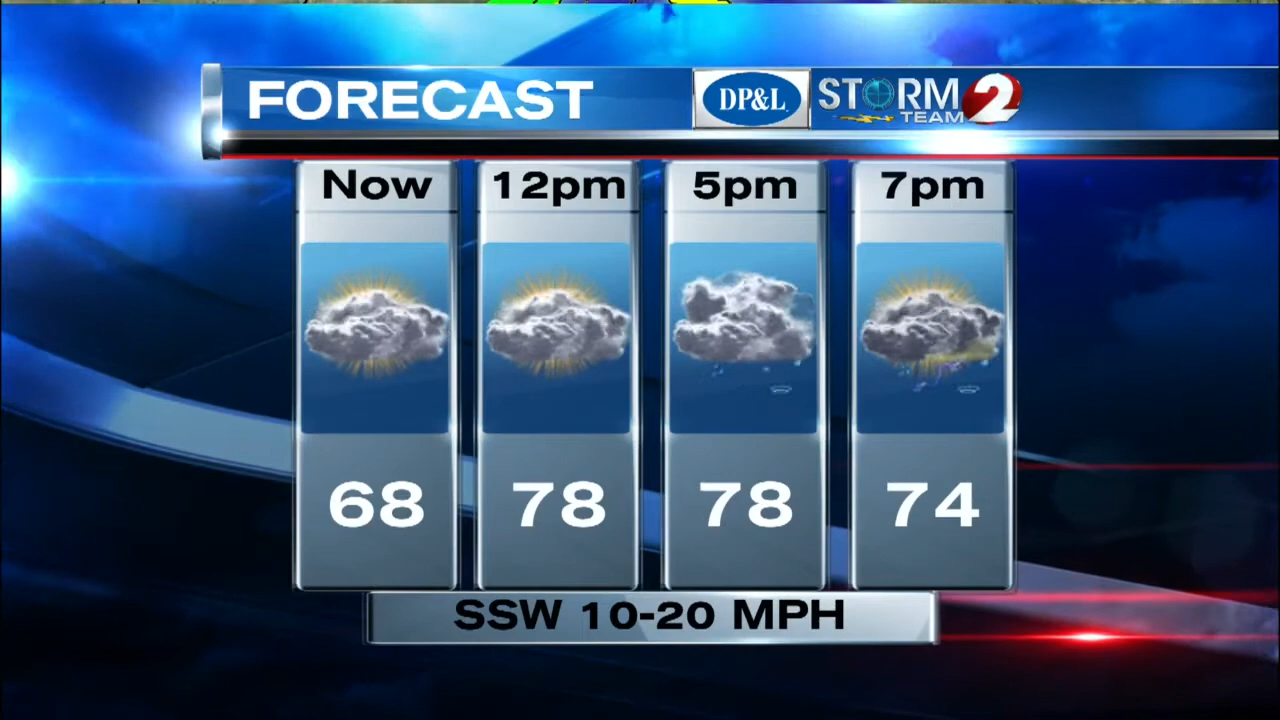 FORECAST
DP&L
STORM
TEAM 2
Now 12pm 5pm 7pm
68 78 78 74
SSW 10-20 MPH